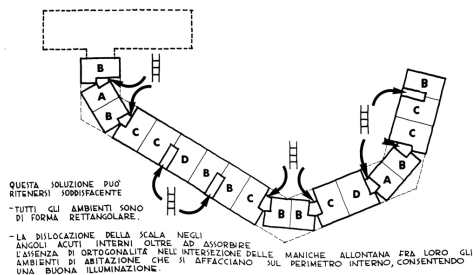 B
A
B
C
C
D
B
B
C
B
B
C
D
A
B
C
C
B
QUESTA SOLUZIONE PUO'
RITENERSI SODDISFACENTE
-TUTTI GLI AMBIENTI SONO
DI FORMA RETTANGOLARE.
-LA DISLOCAZIONE DELLA SCALA NEGLI
ANGOLI ACUTI INTERNI OLTRE AD ASSORBIRE
L'ASSENZA DI ORTOGONALITÀ NELL'INTERSEZIONE DELLE MANICHE ALLONTANA FRA LORO GLI
AMBIENTI DI ABITAZIONE CHE SI AFFACCIANO SUL PERIMETRO INTERNO, CONSENTENDO
UNA BUONA ILLUMINAZIONE.